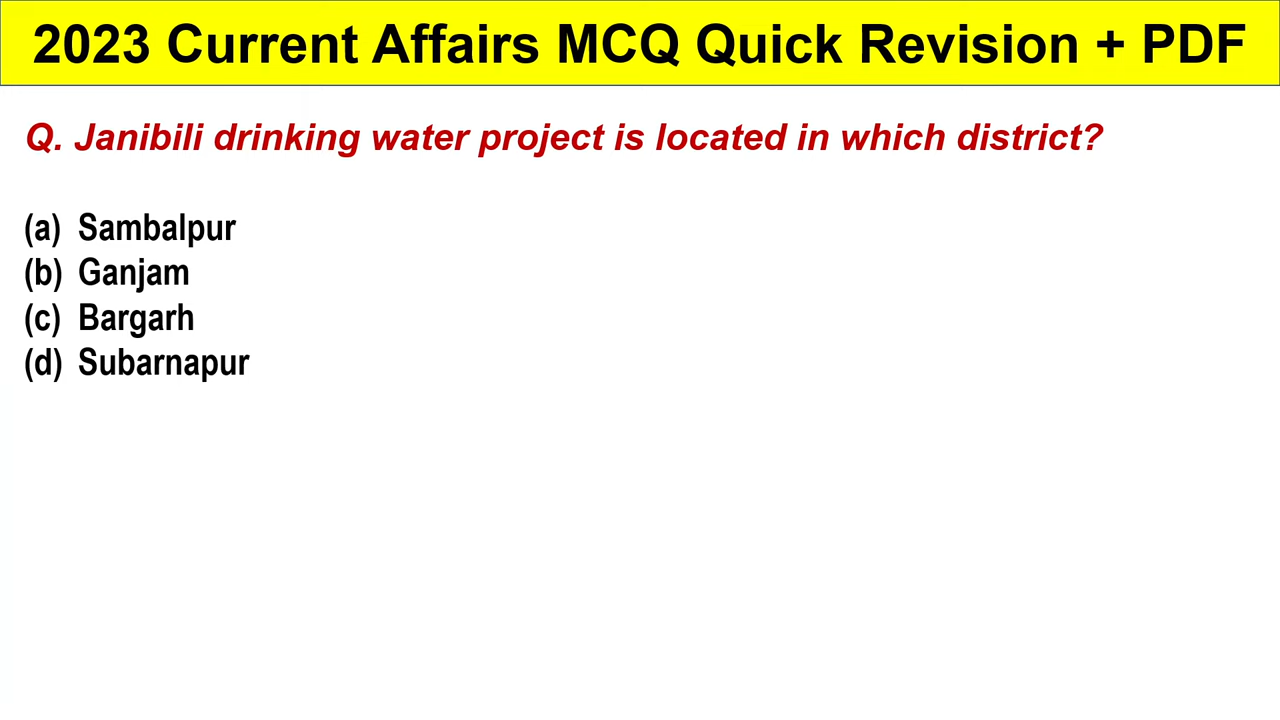 2023 Current Affairs MCQ Quick Revision + PDF
Q. Janibili drinking water project is located in which district?
(a) Sambalpur
(b) Ganjam
(c) Bargarh
(d) Subarnapur